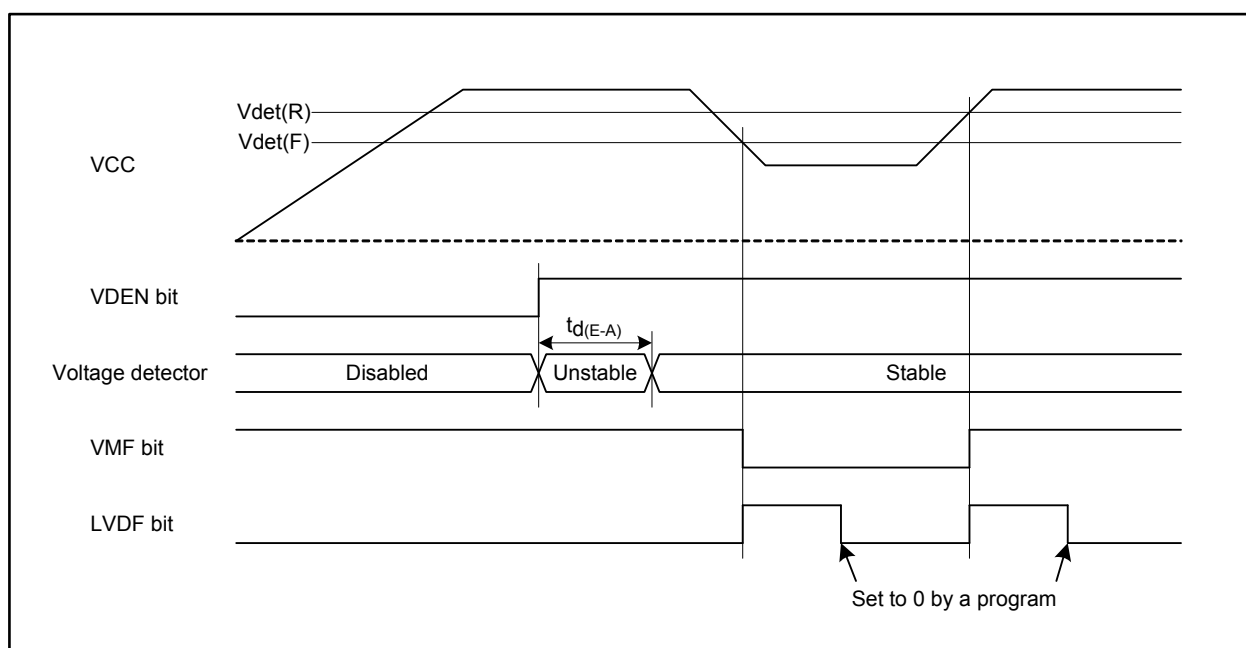 Vdet(R)
Vdet(F)
VCC
VDEN bit
td(E-A)
Voltage detector
Disabled
Unstable
Stable
VMF bit
LVDF bit
Set to 0 by a program